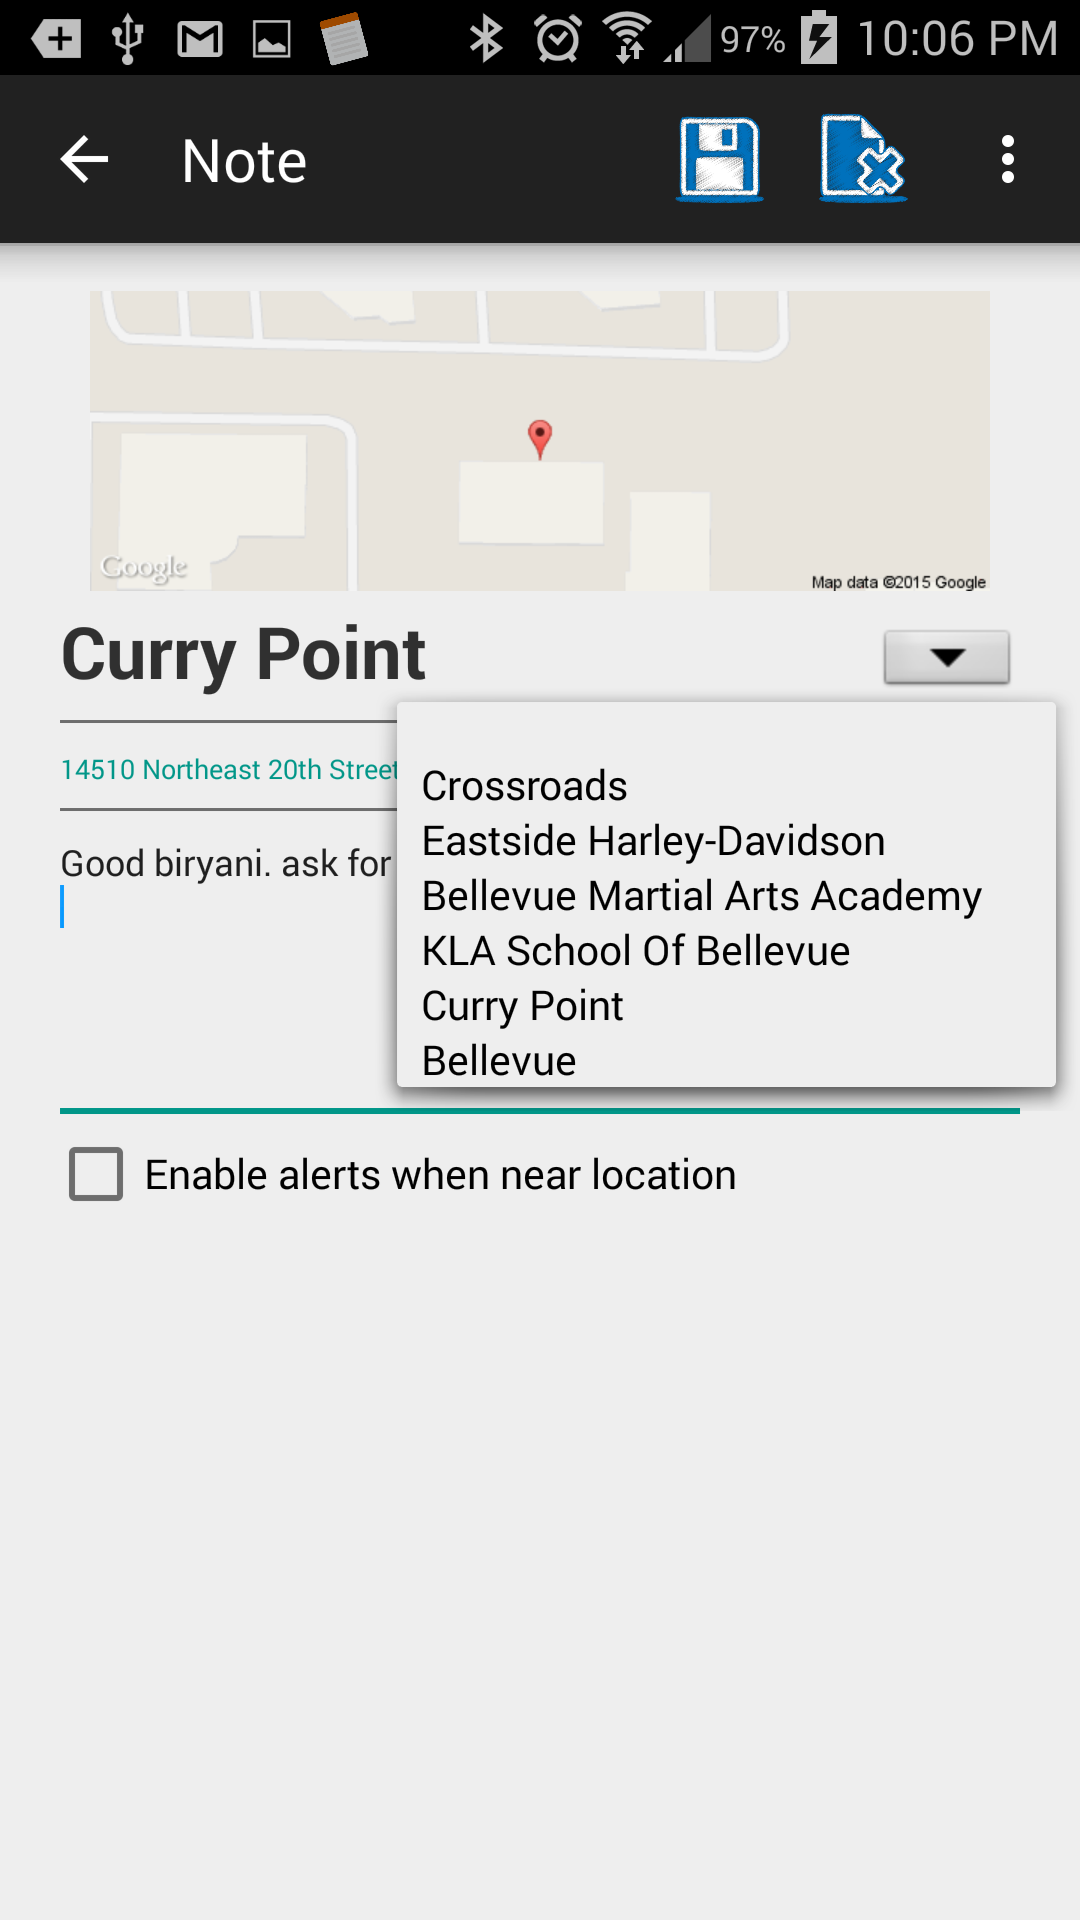 97% 10:06 PM
Note
Google
Map data ©2015 Google
Curry Point
14510 Northeast 20th Street
Good biryani. ask for
Crossroads
Eastside Harley-Davidson
Bellevue Martial Arts Academy
KLA School Of Bellevue
Curry Point
Bellevue
Enable alerts when near location